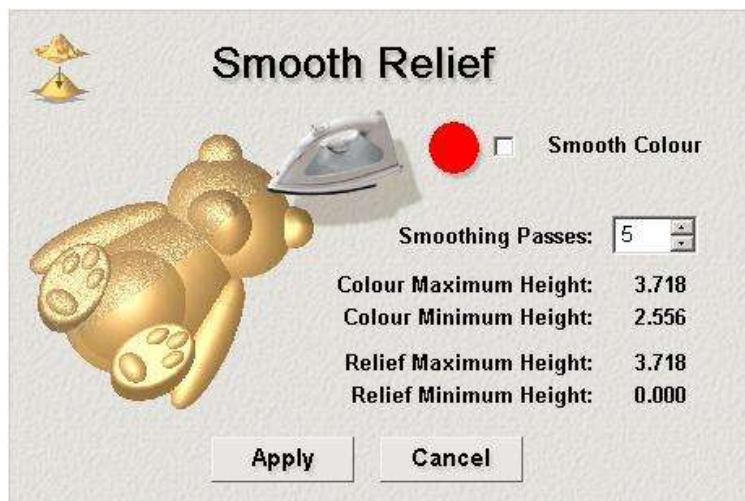 Smooth Relief
Smooth Colour
Smoothing Passes: 5
Colour Maximum Height: 3.718
Colour Minimum Height: 2.556
Relief Maximum Height: 3.718
Relief Minimum Height: 0.000
Apply Cancel